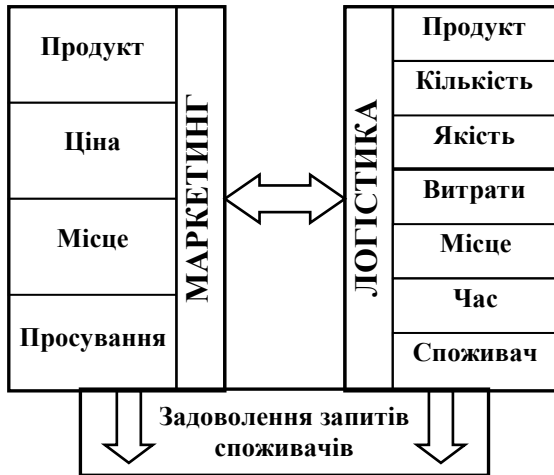 Продукт
Ціна
Місце
Просування
МАРКЕТИНГ
ЛОГІСТИКА
Продукт
Кількість
Якість
Витрати
Місце
Час
Споживач
Задоволення запитів
споживачів